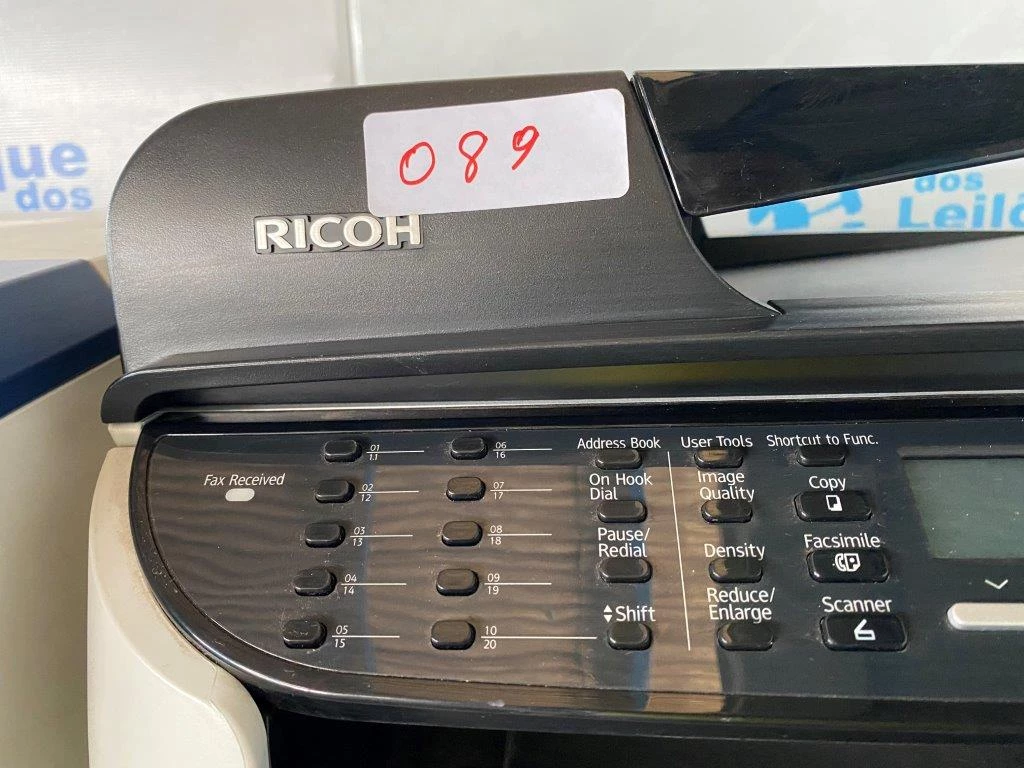 que
dos
089
RICOH
dos
Leilõ
Fax Received
01
11
02
12
03
13
04
14
05
15
06
16
07
17
08
18
09
19
10
20
Address Book
On Hook
Dial
Pause/
Redial
Shift
User Tools
Image
Quality
Density
Reduce/
Enlarge
Shortcut to Func.
Copy
Facsimile
Scanner